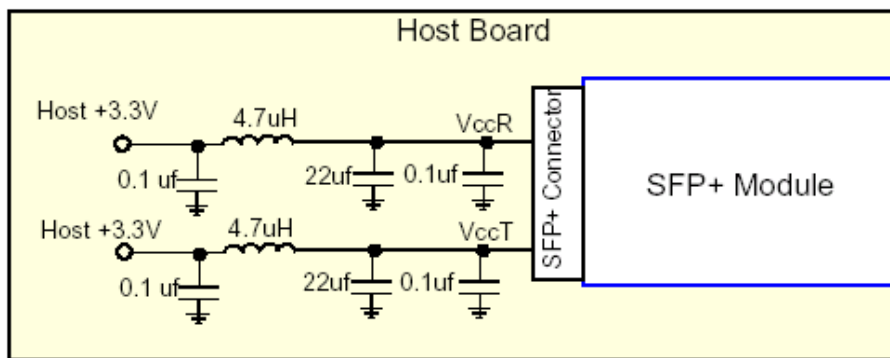 Host Board
Host +3.3V
4.7uH
VccR
0.1 uf
22uf
0.1uf
Host +3.3V
4.7uH
VccT
0.1 uf
22uf
0.1uf
SFP+ Connector
SFP+ Module